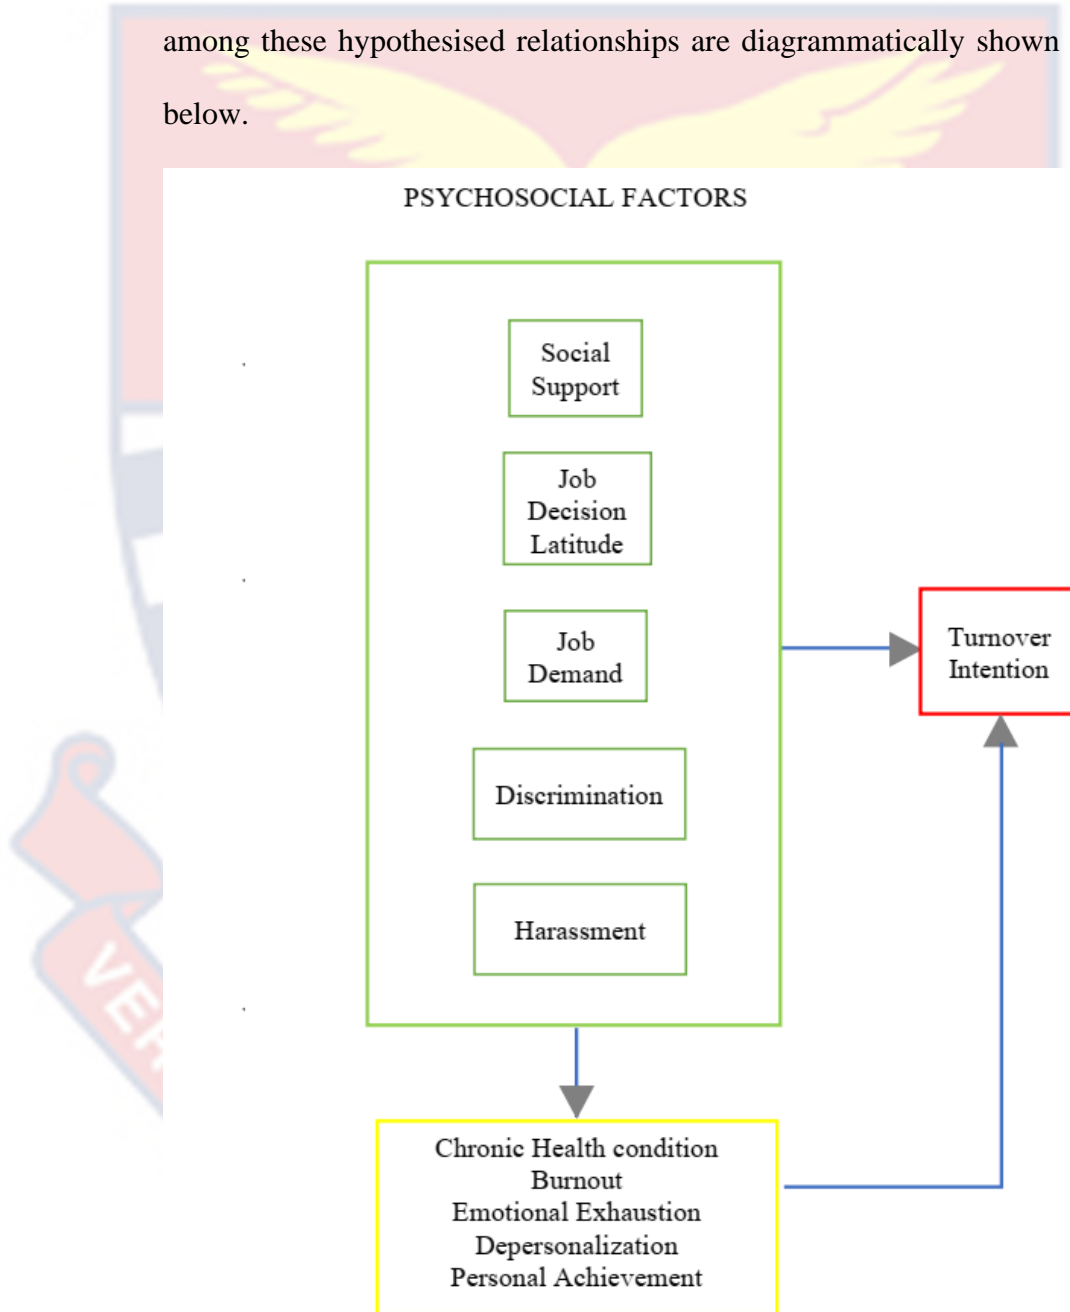 among these hypothesised relationships are diagrammatically shown
below.
PSYCHOSOCIAL FACTORS
Social
Support
Job
Decision
Latitude
Job
Demand
Discrimination
Harassment
Turnover
Intention
Chronic Health condition
Burnout
Emotional Exhaustion
Depersonalization
Personal Achievement